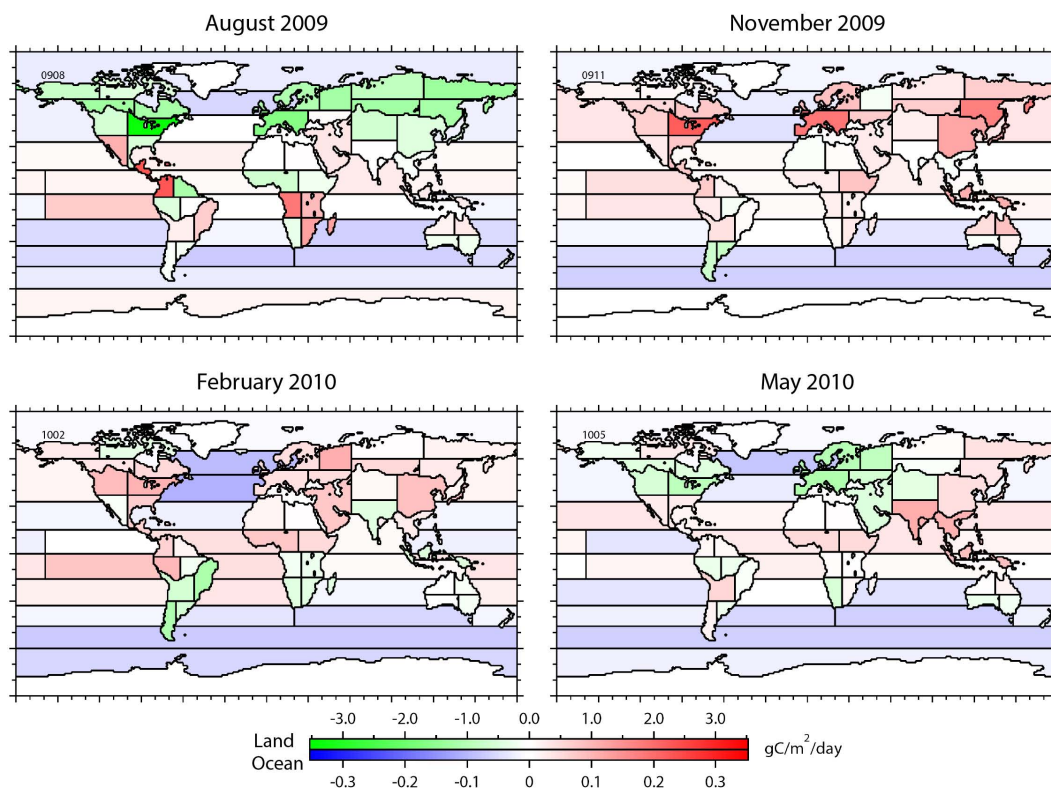 August 2009
November 2009
0908
0911
February 2010
May 2010
1002
1005
-3.0 -2.0 -1.0 0.0 1.0 2.0 3.0
Land
Ocean
gC/m²/day
-0.3 -0.2 -0.1 0 0.1 0.2 0.3